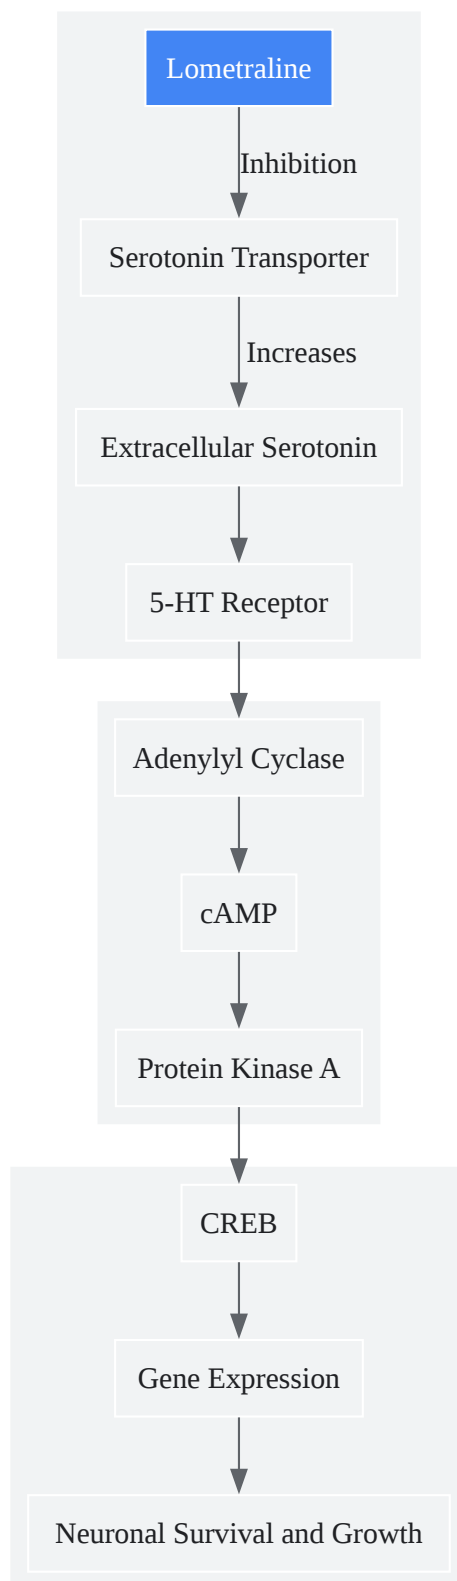 Lometraline
Inhibition
Serotonin Transporter
Increases
Extracellular Serotonin
5-HT Receptor
Adenylyl Cyclase
cAMP
Protein Kinase A
CREB
Gene Expression
Neuronal Survival and Growth